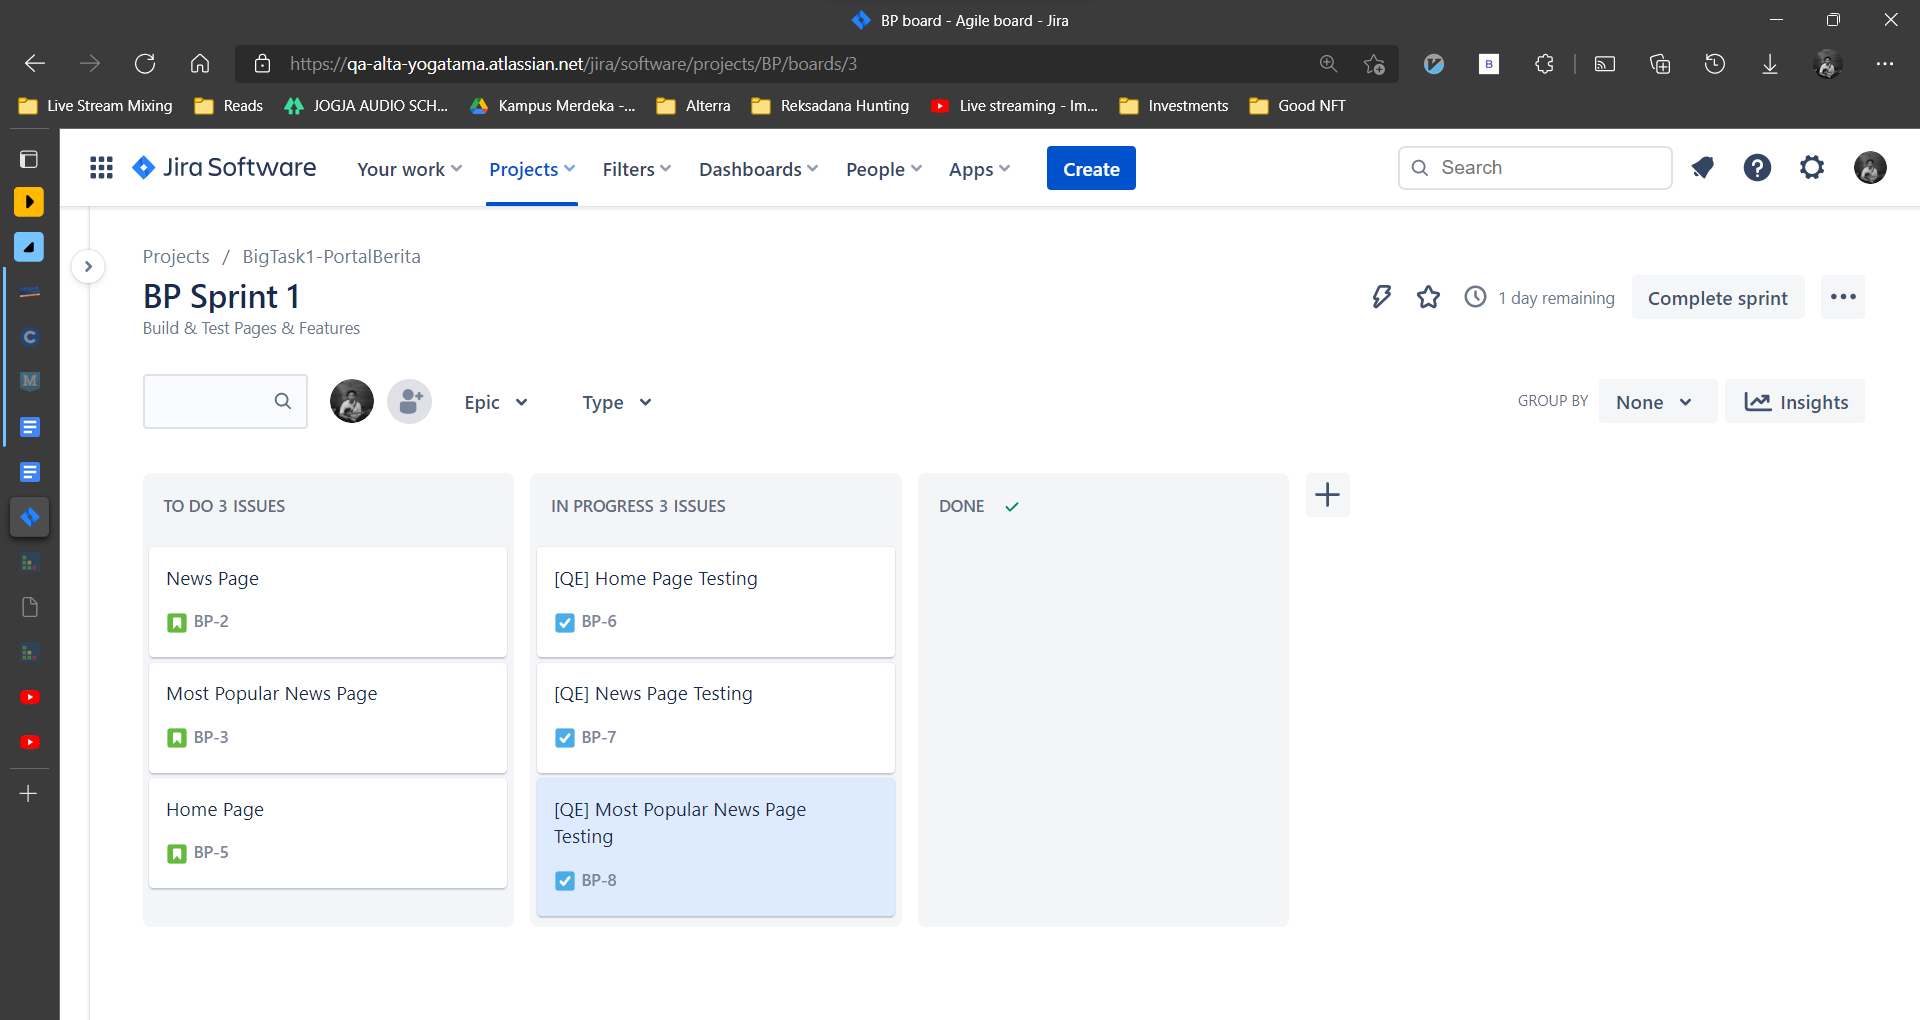 BP board - Agile board - Jira
https://qa-alta-yogatama.atlassian.net/jira/software/projects/BP/boards/3
B
Live Stream Mixing
Reads
JOGJA AUDIO SCH...
Kampus Merdeka -...
Alterra
Reksadana Hunting
Live streaming - Im...
Investments
Good NFT
Jira Software
Your work
Projects
Filters
Dashboards
People
Apps
Create
Search
C
M
Projects / BigTask1-PortalBerita
BP Sprint 1
Build & Test Pages & Features
1 day remaining
Complete sprint
Epic
Type
GROUP BY
None
Insights
TO DO 3 ISSUES
News Page
BP-2
Most Popular News Page
BP-3
Home Page
BP-5
IN PROGRESS 3 ISSUES
[QE] Home Page Testing
BP-6
[QE] News Page Testing
BP-7
[QE] Most Popular News Page
Testing
BP-8
DONE